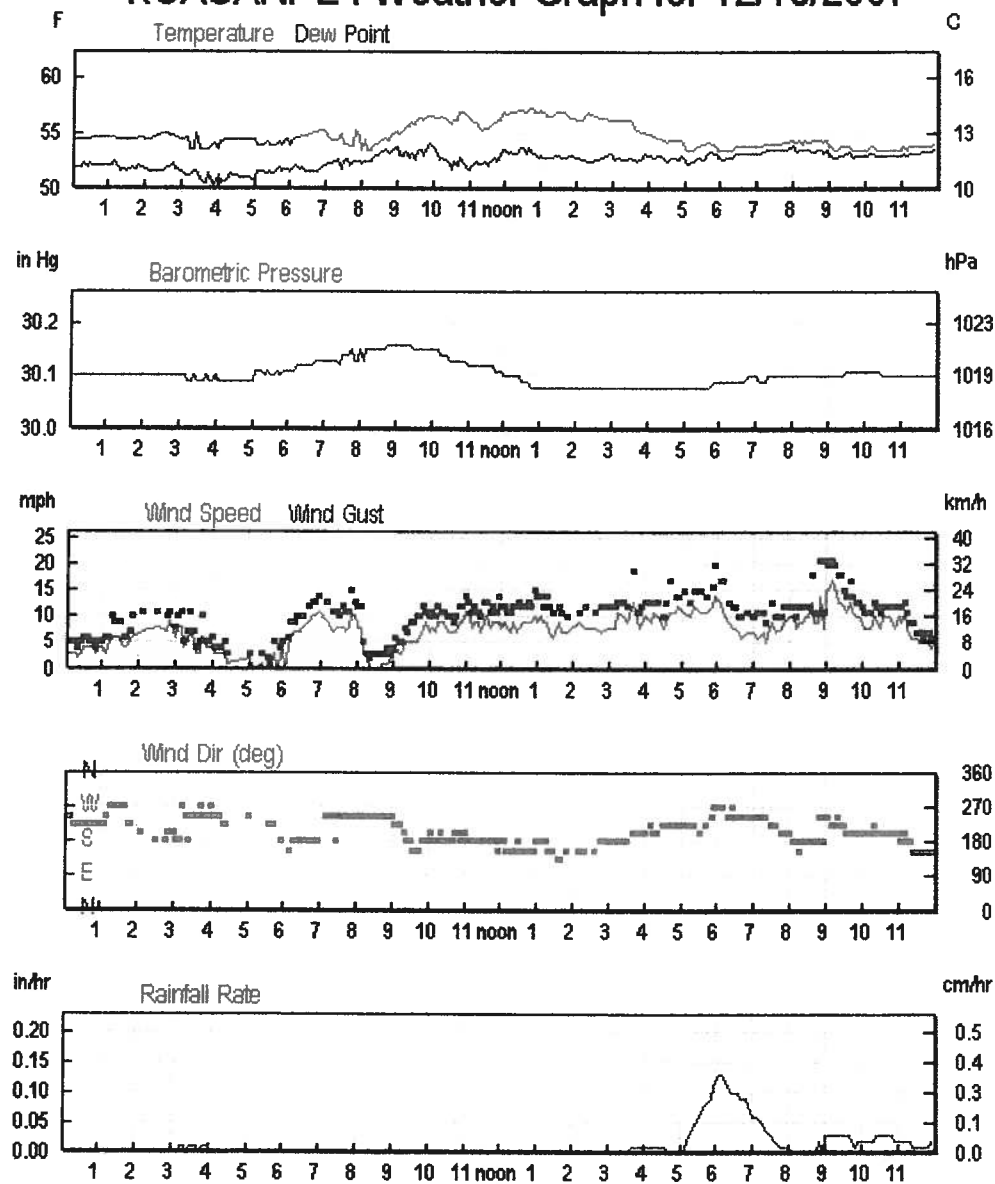 Weather Graph for
F C
Temperature Dew Point
60 16
55 13
50 10
1 2 3 4 5 6 7 8 9 10 11 noon 1 2 3 4 5 6 7 8 9 10 11
in Hg hPa
Barometric Pressure
30.2 1023
30.1 1019
30.0 1016
1 2 3 4 5 6 7 8 9 10 11 noon 1 2 3 4 5 6 7 8 9 10 11
mph km/h
Wind Speed Wind Gust
25 40
20 32
15 24
10 16
5 8
0 0
1 2 3 4 5 6 7 8 9 10 11 noon 1 2 3 4 5 6 7 8 9 10 11
Wind Dir (deg)
N 360
W 270
S 180
E 90
N 0
1 2 3 4 5 6 7 8 9 10 11 noon 1 2 3 4 5 6 7 8 9 10 11
in/hr cm/hr
Rainfall Rate
0.20 0.5
0.15 0.4
0.10 0.3
0.05 0.1
0.00 0.0
1 2 3 4 5 6 7 8 9 10 11 noon 1 2 3 4 5 6 7 8 9 10 11